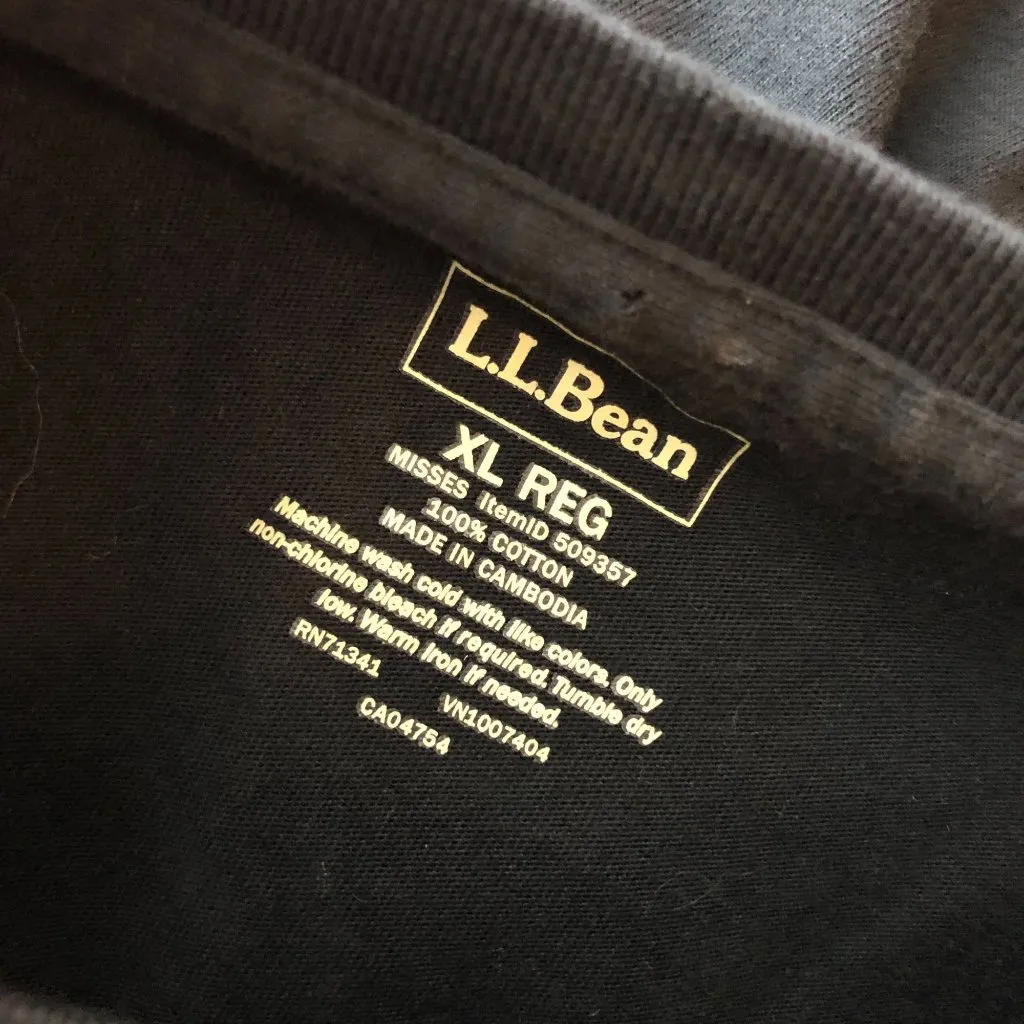 L.L.Bean
XL REG
MISSES ItemID 509357
100% COTTON
MADE IN CAMBODIA
Machine wash cold with like colors. Only
non-chlorine bleach if required. Tumble dry
low. Warm iron if needed.
RN71341 VN1007404
CA04754